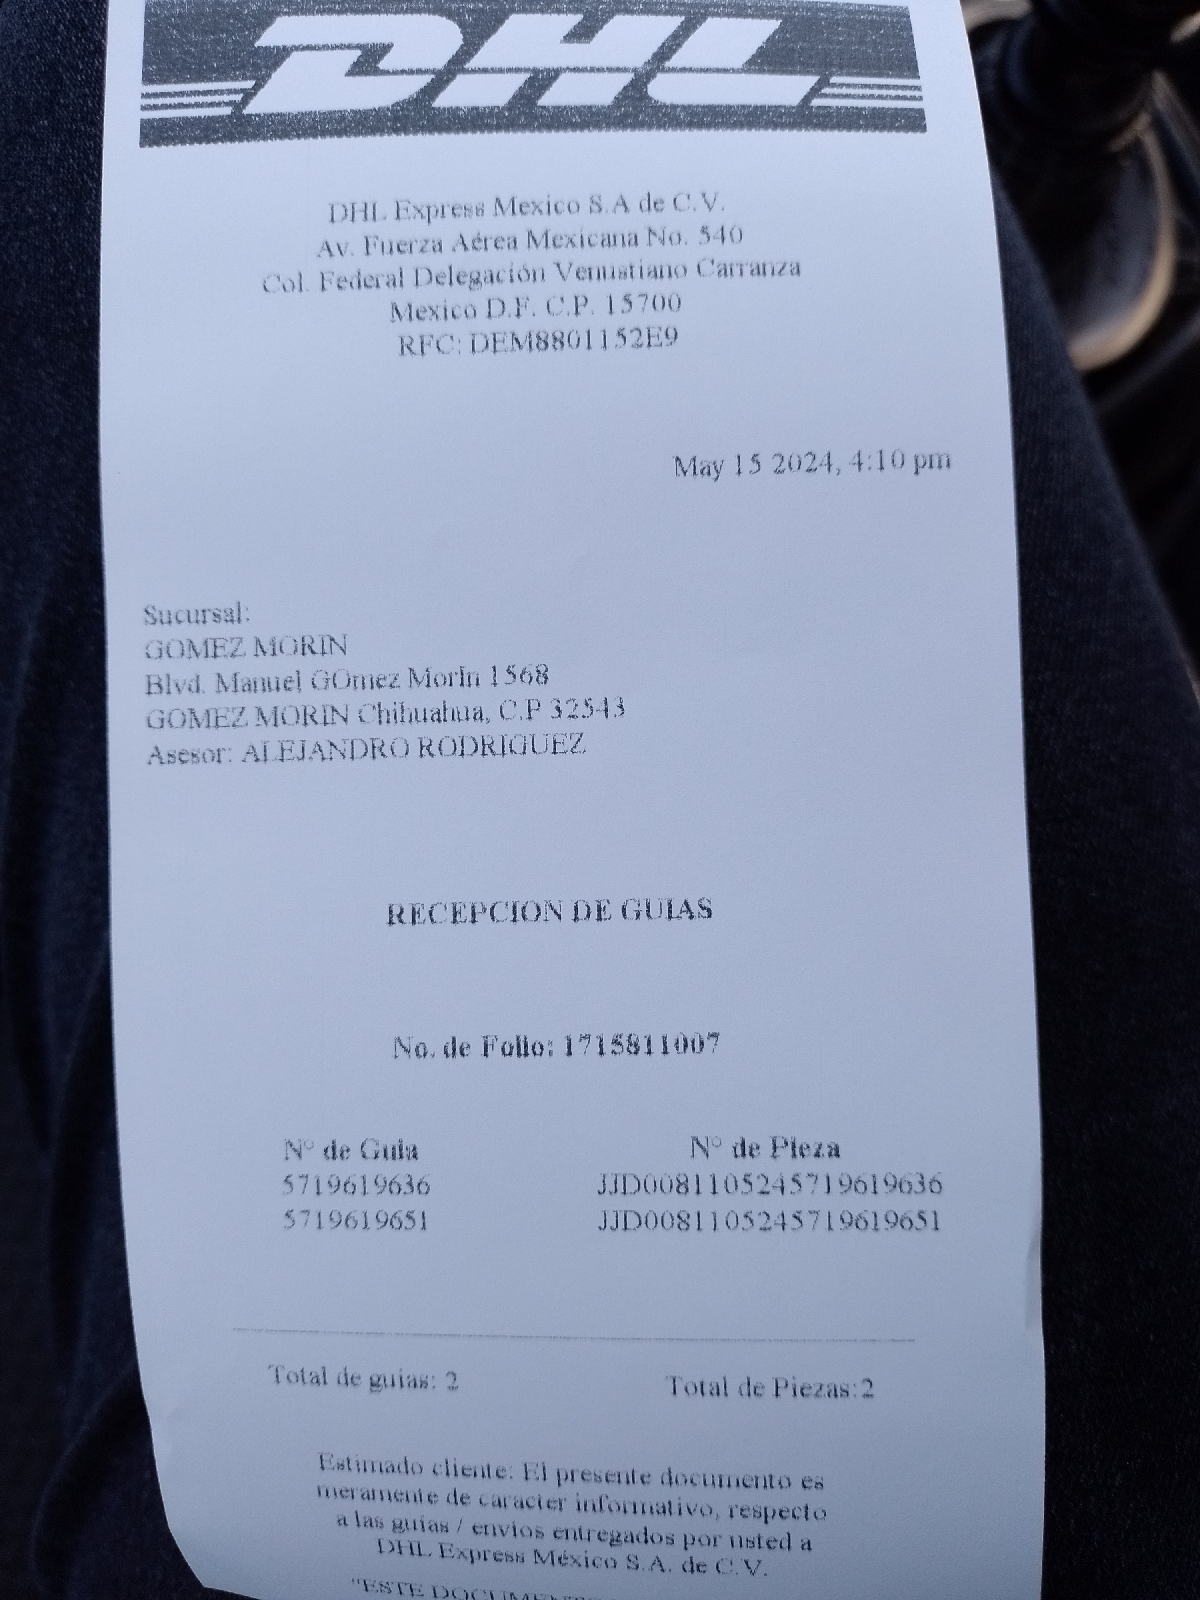 DHL
DHL Express Mexico S.A de C.V.
Av. Fuerza Aérea Mexicana No. 540
Col. Federal Delegación Venustiano Carranza
Mexico D.F. C.P. 15700
RFC: DEM8801152E9
May 15 2024, 4:10 pm
Sucursal:
GOMEZ MORIN
Blvd. Manuel GOmez MorIn 1568
GOMEZ MORIN Chihuahua, C.P 32543
Asesor: ALEJANDRO RODRIGUEZ
RECEPCION DE GUIAS
No. de Folio: 1715811007
N° de Guia N° de Pieza
5719619636 JJD0081105245719619636
5719619651 JJD0081105245719619651
Total de guias: 2 Total de Piezas:2
Estimado cliente: El presente documento es
meramente de caracter informativo, respecto
a las guias / envios entregados por usted a
DHL Express México S.A. de C.V.
"ESTE